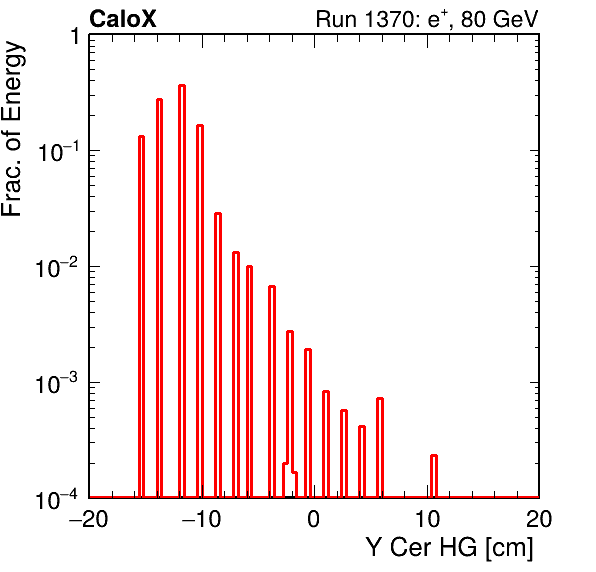 CaloX Run 1370: e⁺, 80 GeV
Frac. of Energy
1
10⁻¹
10⁻²
10⁻³
10⁻⁴
−20 −10 0 10 20
Y Cer HG [cm]